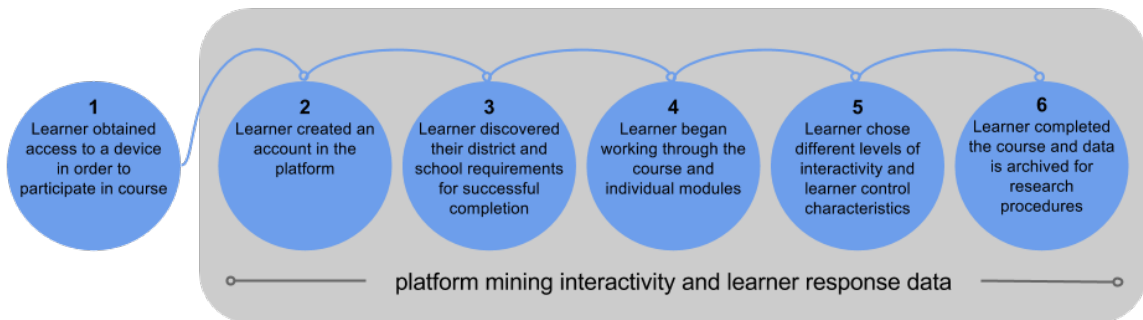 1
Learner obtained
access to a device
in order to
participate in course
2
Learner created an
account in the
platform
3
Learner discovered
their district and
school requirements
for successful
completion
4
Learner began
working through the
course and
individual modules
5
Learner chose
different levels of
interactivity and
learner control
characteristics
6
Learner completed
the course and data
is archived for
research
procedures
platform mining interactivity and learner response data